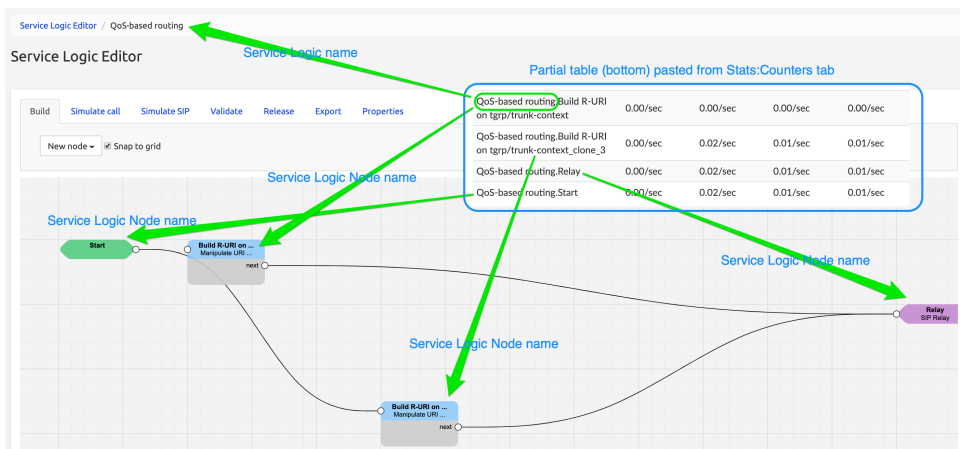 Service Logic Editor / QoS-based routing
Service Logic Editor
Service Logic name
Partial table (bottom) pasted from Stats:Counters tab
Build Simulate call Simulate SIP Validate Release Export Properties
New node Snap to grid
QoS-based routing.Build R-URI
on tgrp/trunk-context
0.00/sec 0.00/sec 0.00/sec 0.00/sec
QoS-based routing.Build R-URI
on tgrp/trunk-context_clone_3
0.00/sec 0.02/sec 0.01/sec 0.01/sec
QoS-based routing.Relay 0.00/sec 0.02/sec 0.01/sec 0.01/sec
QoS-based routing.Start 0.00/sec 0.02/sec 0.01/sec 0.01/sec
Service Logic Node name
Service Logic Node name
Start
Build R-URI on ...
Manipulate URI ...
next
Service Logic Node name
Relay
SIP Relay
Service Logic Node name
Build R-URI on ...
Manipulate URI ...
next